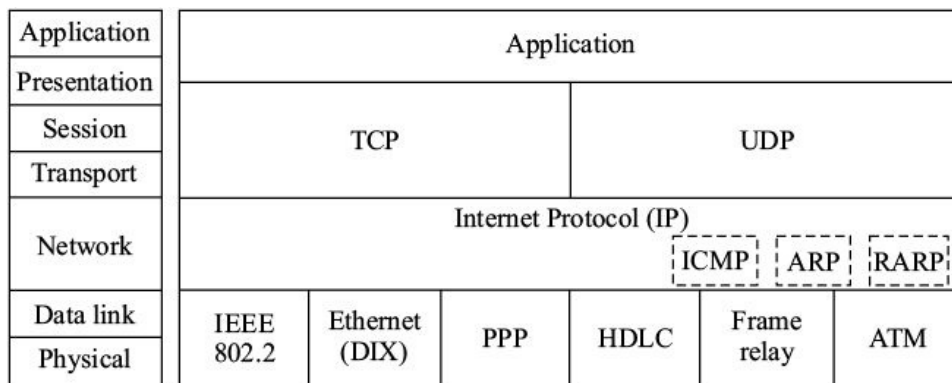 Application
Presentation
Session
Transport
Network
Data link
Physical
Application
TCP
UDP
Internet Protocol (IP)
ICMP
ARP
RARP
IEEE
802.2
Ethernet
(DIX)
PPP
HDLC
Frame
relay
ATM